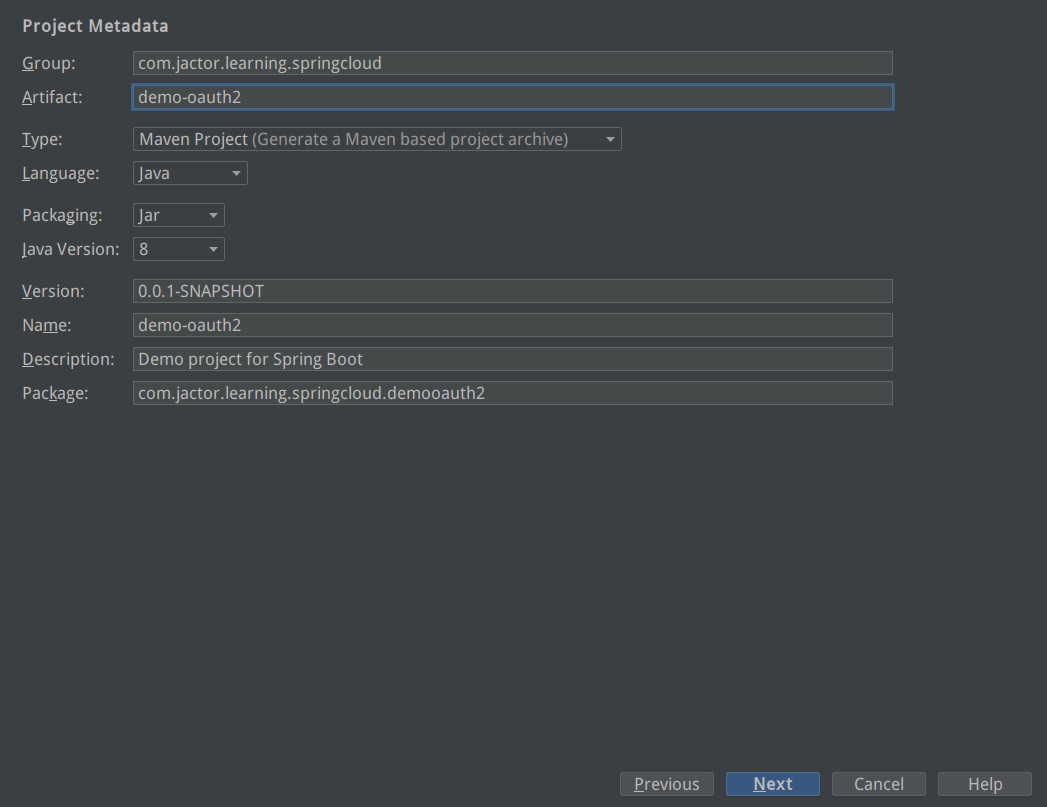 Project Metadata
Group: com.jactor.learning.springcloud
Artifact: demo-oauth2
Type: Maven Project (Generate a Maven based project archive)
Language: Java
Packaging: Jar
Java Version: 8
Version: 0.0.1-SNAPSHOT
Name: demo-oauth2
Description: Demo project for Spring Boot
Package: com.jactor.learning.springcloud.demooauth2
Previous Next Cancel Help